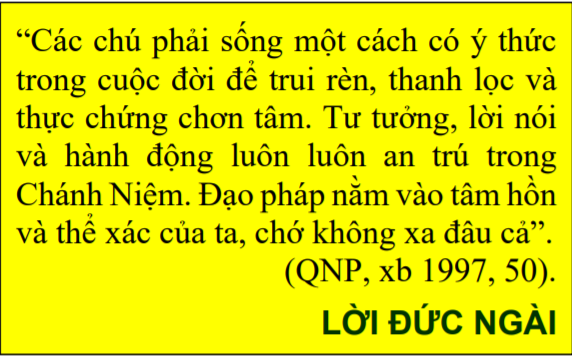 “Các chú phải sống một cách có ý thức
trong cuộc đời để trui rèn, thanh lọc và
thực chứng chơn tâm. Tư tưởng, lời nói
và hành động luôn luôn an trú trong
Chánh Niệm. Đạo pháp nằm vào tâm hồn
và thể xác của ta, chớ không xa đâu cả”.
(QNP, xb 1997, 50).
LỜI ĐỨC NGÀI